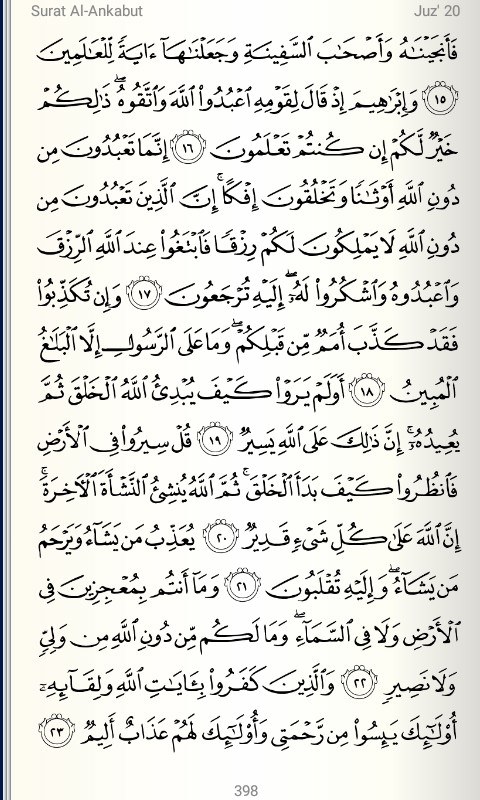 Surat Al-Ankabut Juz' 20
فَأَنجَيْنَٰهُ وَأَصْحَٰبَ ٱلسَّفِينَةِ وَجَعَلْنَٰهَآ ءَايَةً لِّلْعَٰلَمِينَ
١٥ وَإِبْرَٰهِيمَ إِذْ قَالَ لِقَوْمِهِ ٱعْبُدُوا۟ ٱللَّهَ وَٱتَّقُوهُ ۖ ذَٰلِكُمْ
خَيْرٌ لَّكُمْ إِن كُنتُمْ تَعْلَمُونَ ١٦ إِنَّمَا تَعْبُدُونَ مِن
دُونِ ٱللَّهِ أَوْثَٰنًا وَتَخْلُقُونَ إِفْكًا ۚ إِنَّ ٱلَّذِينَ تَعْبُدُونَ مِن
دُونِ ٱللَّهِ لَا يَمْلِكُونَ لَكُمْ رِزْقًا فَٱبْتَغُوا۟ عِندَ ٱللَّهِ ٱلرِّزْقَ
وَٱعْبُدُوهُ وَٱشْكُرُوا۟ لَهُۥٓ ۖ إِلَيْهِ تُرْجَعُونَ ١٧ وَإِن تُكَذِّبُوا۟
فَقَدْ كَذَّبَ أُمَمٌ مِّن قَبْلِكُمْ ۖ وَمَا عَلَى ٱلرَّسُولِ إِلَّا ٱلْبَلَٰغُ
ٱلْمُبِينُ ١٨ أَوَلَمْ يَرَوْا۟ كَيْفَ يُبْدِئُ ٱللَّهُ ٱلْخَلْقَ ثُمَّ
يُعِيدُهُۥٓ ۚ إِنَّ ذَٰلِكَ عَلَى ٱللَّهِ يَسِيرٌ ١٩ قُلْ سِيرُوا۟ فِى ٱلْأَرْضِ
فَٱنظُرُوا۟ كَيْفَ بَدَأَ ٱلْخَلْقَ ۚ ثُمَّ ٱللَّهُ يُنشِئُ ٱلنَّشْأَةَ ٱلْءَاخِرَةَ ۚ
إِنَّ ٱللَّهَ عَلَىٰ كُلِّ شَىْءٍ قَدِيرٌ ٢٠ يُعَذِّبُ مَن يَشَآءُ وَيَرْحَمُ
مَن يَشَآءُ ۖ وَإِلَيْهِ تُقْلَبُونَ ٢١ وَمَآ أَنتُم بِمُعْجِزِينَ فِى
ٱلْأَرْضِ وَلَا فِى ٱلسَّمَآءِ ۖ وَمَا لَكُم مِّن دُونِ ٱللَّهِ مِن وَلِىٍّ
وَلَا نَصِيرٍ ٢٢ وَٱلَّذِينَ كَفَرُوا۟ بِـَٔايَٰتِ ٱللَّهِ وَلِقَآئِهِۦٓ
أُو۟لَٰٓئِكَ يَئِسُوا۟ مِن رَّحْمَتِى وَأُو۟لَٰٓئِكَ لَهُمْ عَذَابٌ أَلِيمٌ ٢٣
398